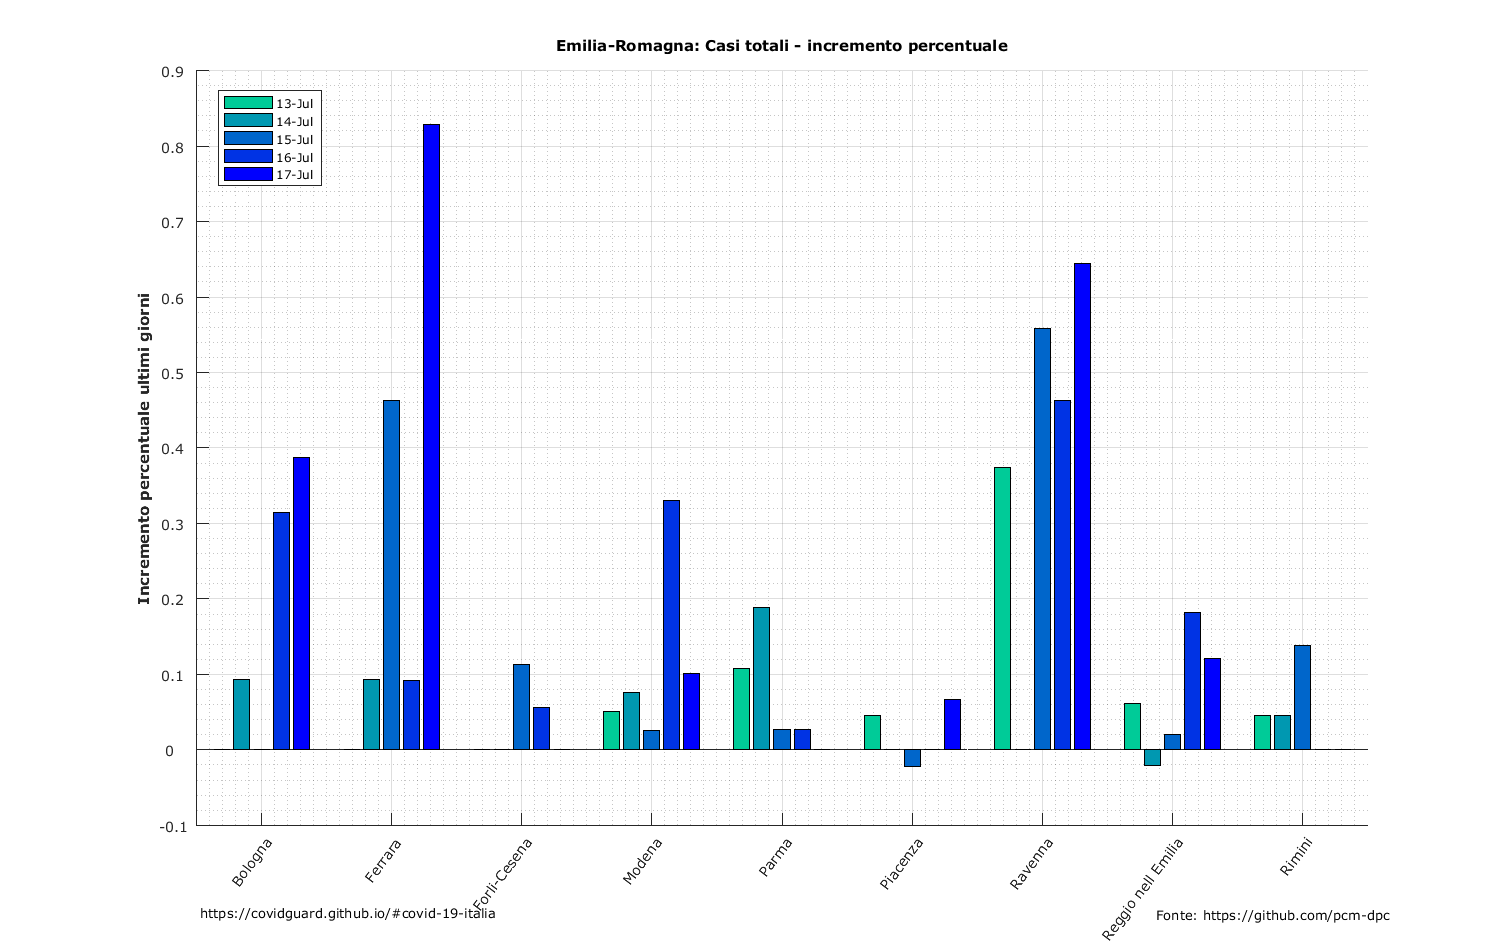 Emilia-Romagna: Casi totali - incremento percentuale
0.9
0.8
0.7
0.6
0.5
0.4
0.3
0.2
0.1
0
-0.1
Incremento percentuale ultimi giorni
13-Jul
14-Jul
15-Jul
16-Jul
17-Jul
Bologna
Ferrara
Forlì-Cesena
Modena
Parma
Piacenza
Ravenna
Reggio nell Emilia
Rimini
https://covidguard.github.io/#covid-19-italia
Fonte: https://github.com/pcm-dpc